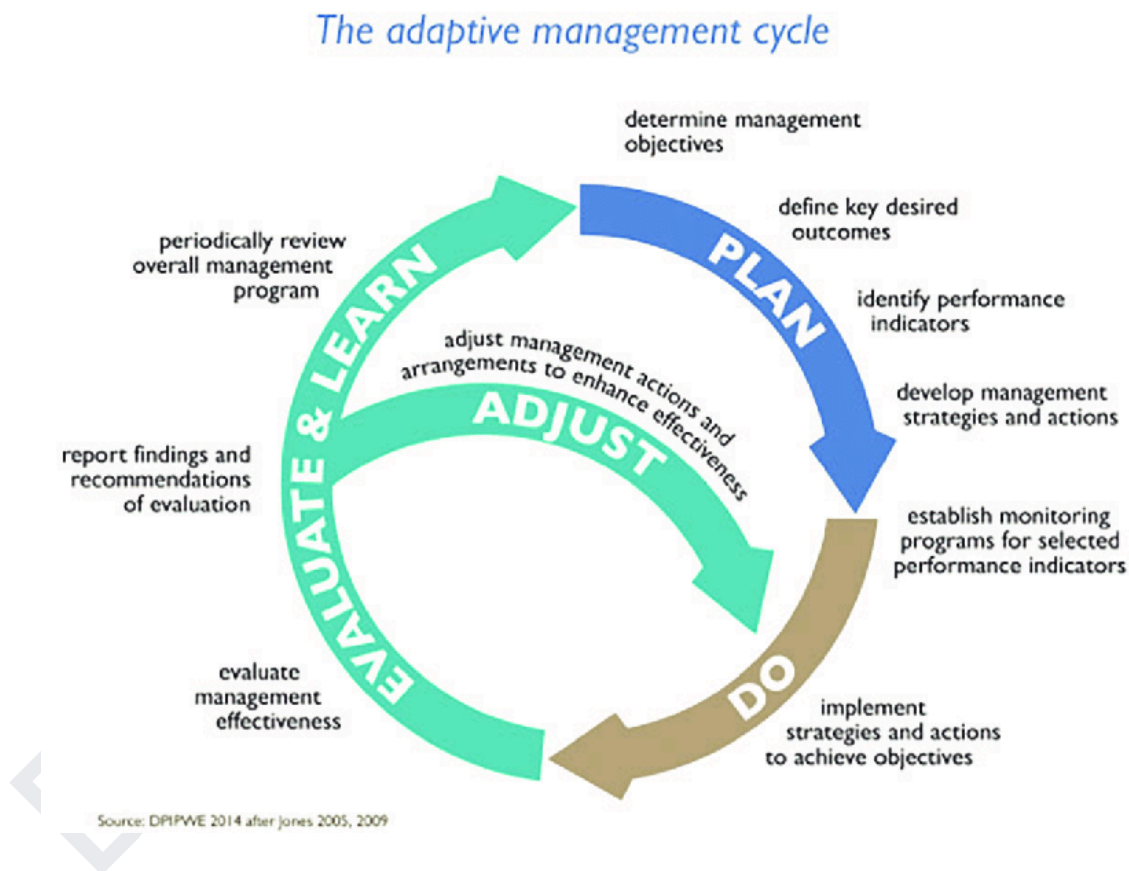 The adaptive management cycle
determine management
objectives
define key desired
outcomes
PLAN
identify performance
indicators
develop management
strategies and actions
establish monitoring
programs for selected
performance indicators
DO
implement
strategies and actions
to achieve objectives
evaluate
management
effectiveness
EVALUATE & LEARN
report findings and
recommendations
of evaluation
periodically review
overall management
program
adjust management actions and
arrangements to enhance effectiveness
ADJUST
Source: DPIPWE 2014 after Jones 2005, 2009